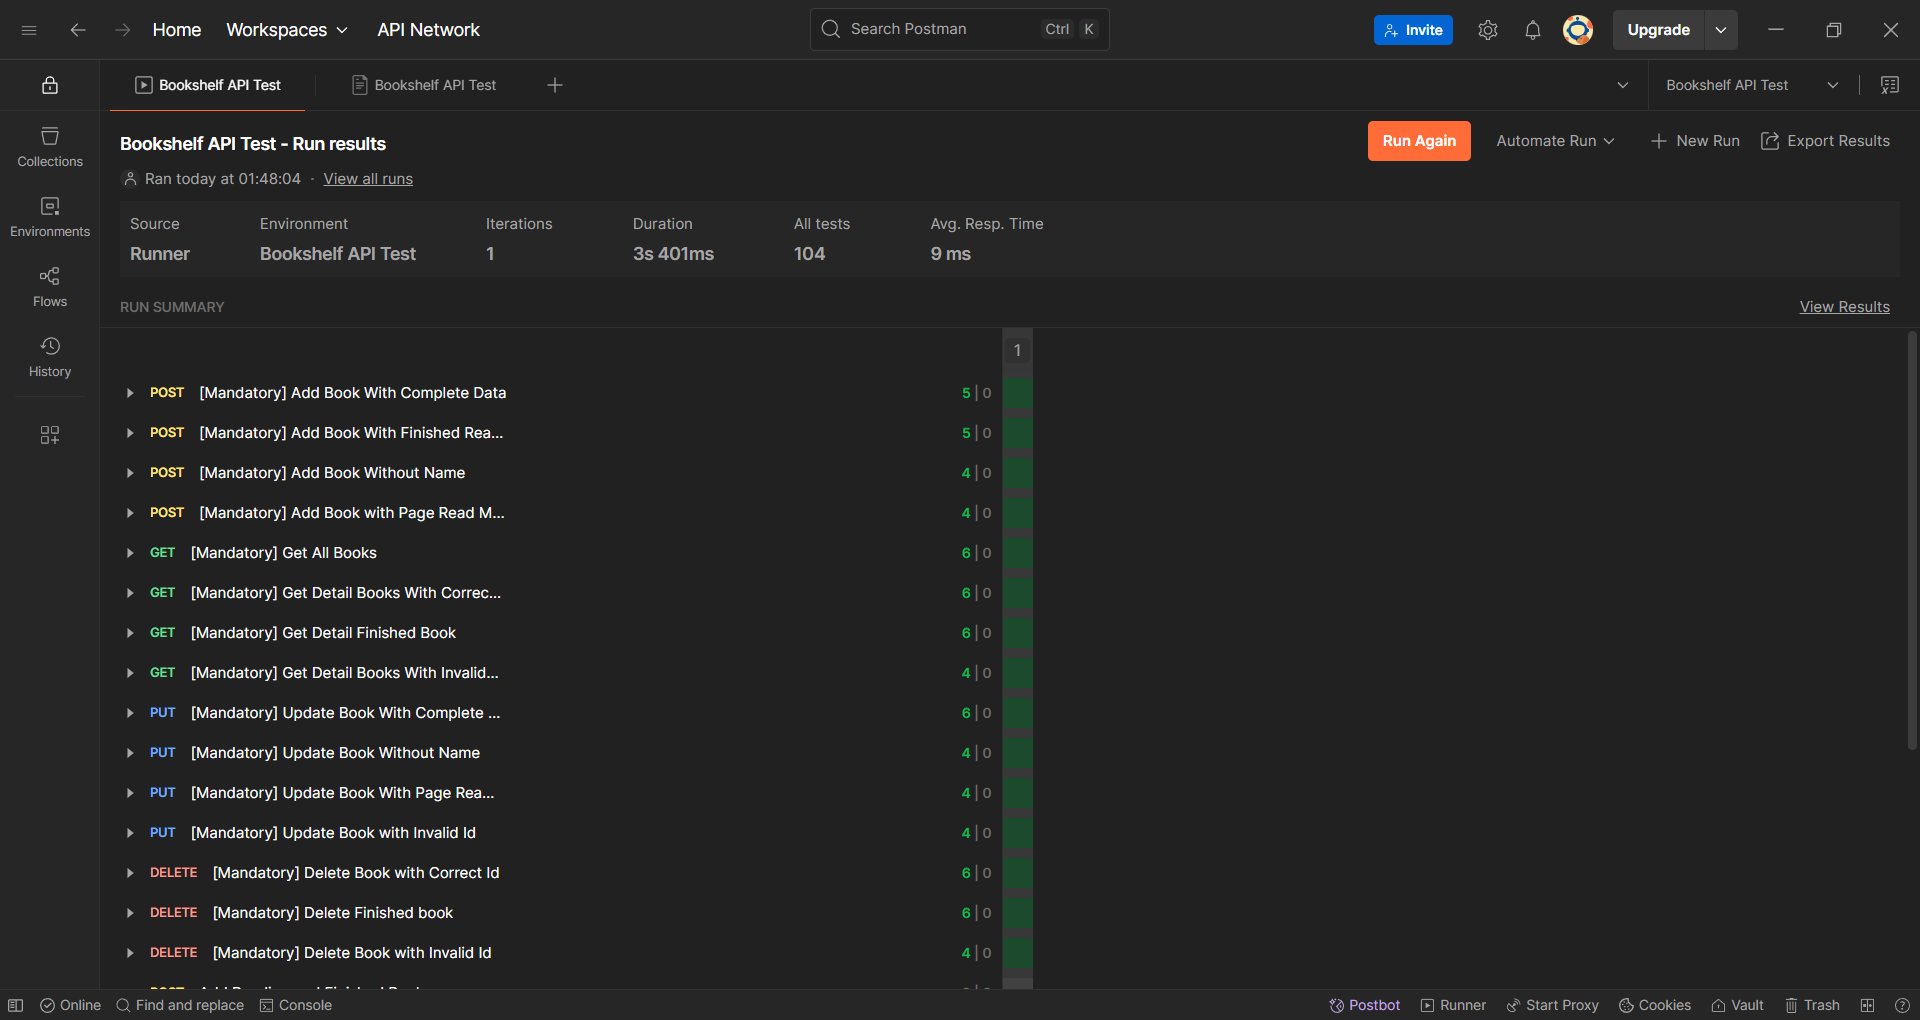 Home Workspaces API Network Search Postman Ctrl K Invite Upgrade
Bookshelf API Test Bookshelf API Test Bookshelf API Test
Collections
Environments
Flows
History
Bookshelf API Test - Run results Run Again Automate Run New Run Export Results
Ran today at 01:48:04 · View all runs
Source Environment Iterations Duration All tests Avg. Resp. Time
Runner Bookshelf API Test 1 3s 401ms 104 9 ms
RUN SUMMARY View Results
1
POST [Mandatory] Add Book With Complete Data 5 | 0
POST [Mandatory] Add Book With Finished Rea... 5 | 0
POST [Mandatory] Add Book Without Name 4 | 0
POST [Mandatory] Add Book with Page Read M... 4 | 0
GET [Mandatory] Get All Books 6 | 0
GET [Mandatory] Get Detail Books With Correc... 6 | 0
GET [Mandatory] Get Detail Finished Book 6 | 0
GET [Mandatory] Get Detail Books With Invalid... 4 | 0
PUT [Mandatory] Update Book With Complete ... 6 | 0
PUT [Mandatory] Update Book Without Name 4 | 0
PUT [Mandatory] Update Book With Page Rea... 4 | 0
PUT [Mandatory] Update Book with Invalid Id 4 | 0
DELETE [Mandatory] Delete Book with Correct Id 6 | 0
DELETE [Mandatory] Delete Finished book 6 | 0
DELETE [Mandatory] Delete Book with Invalid Id 4 | 0
Online Find and replace Console Postbot Runner Start Proxy Cookies Vault Trash